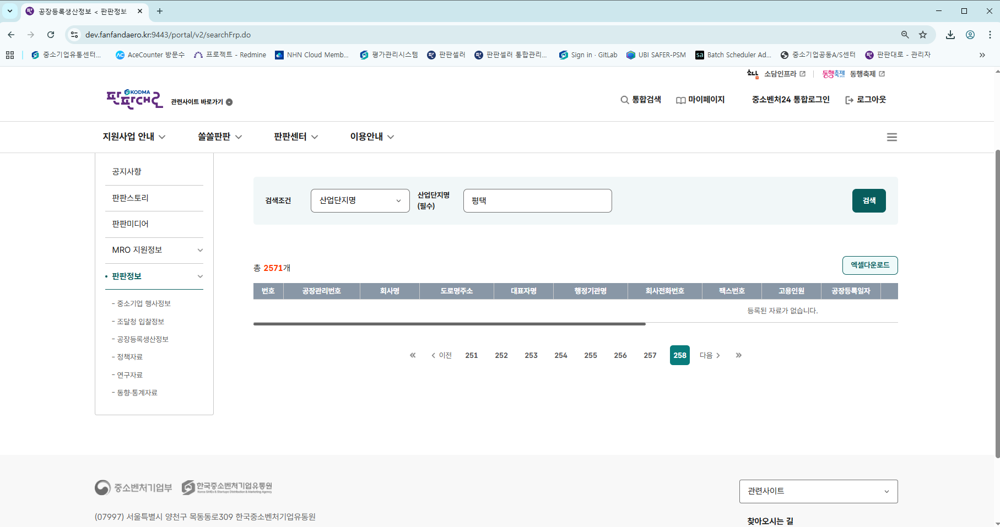 공장등록생산정보 < 판판정보
dev.fanfandaero.kr:9443/portal/v2/searchFrp.do
중소기업유통센터...
AceCounter 방문수
프로젝트 - Redmine
NHN Cloud Memb...
평가관리시스템
판판셀러
판판셀러 통합관리...
Sign in · GitLab
UBI SAFER-PSM
Batch Scheduler Ad...
중소기업공동A/S센터
판판대로 - 관리자
소담
소담인프라
동행축제
동행축제
KODMA
판판대로
관련사이트 바로가기
통합검색
마이페이지
중소벤처24 통합로그인
로그아웃
지원사업 안내
쏠쏠판판
판판센터
이용안내
공지사항
판판스토리
판판미디어
MRO 지원정보
판판정보
- 중소기업 행사정보
- 조달청 입찰정보
- 공장등록생산정보
- 정책자료
- 연구자료
- 동향·통계자료
검색조건
산업단지명
산업단지명
(필수)
평택
검색
총 2571개
엑셀다운로드
번호
공장관리번호
회사명
도로명주소
대표자명
행정기관명
회사전화번호
팩스번호
고용인원
공장등록일자
등록된 자료가 없습니다.
« < 이전 251 252 253 254 255 256 257 258 다음 > »
중소벤처기업부
한국중소벤처기업유통원
Korea SMEs & Startups Distribution & Marketing Agency
관련사이트
(07997) 서울특별시 양천구 목동동로309 한국중소벤처기업유통원
찾아오시는 길